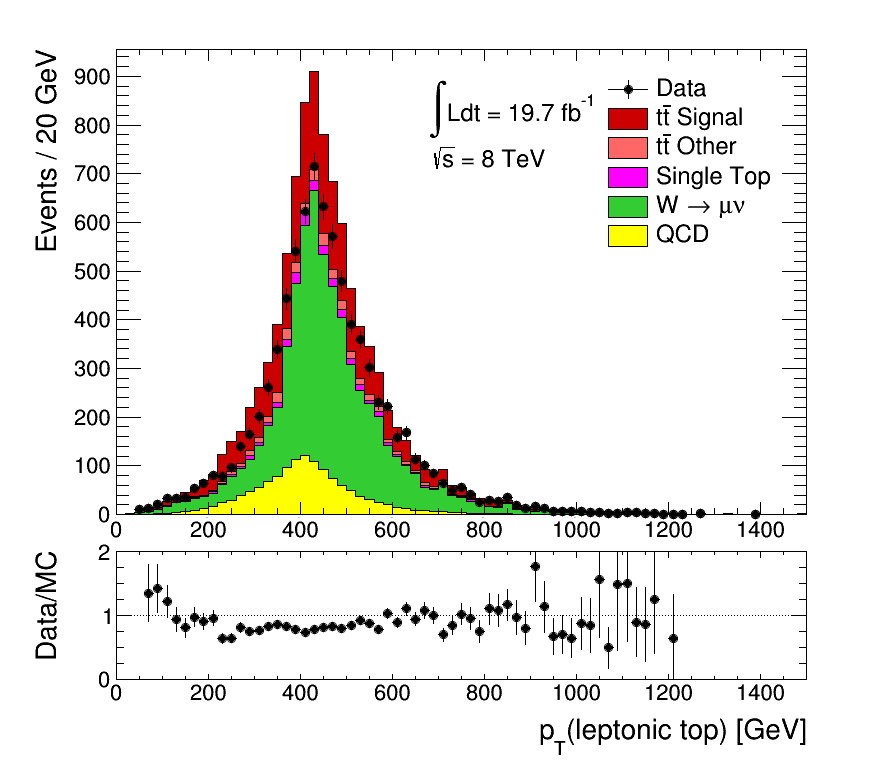 Events / 20 GeV
900
800
700
600
500
400
300
200
100
0
∫Ldt = 19.7 fb⁻¹
√s = 8 TeV
Data
tt̄ Signal
tt̄ Other
Single Top
W → μν
QCD
0 200 400 600 800 1000 1200 1400
Data/MC
2
1
0
0 200 400 600 800 1000 1200 1400
p_T(leptonic top) [GeV]